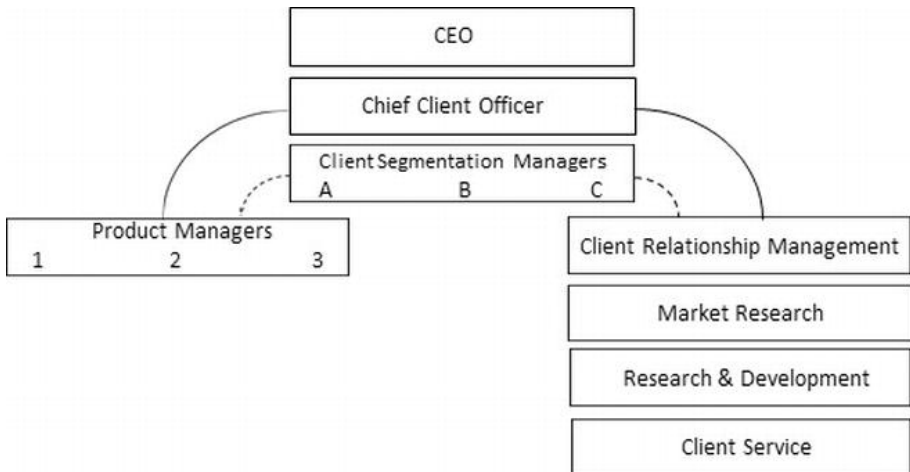 CEO
Chief Client Officer
Client Segmentation Managers
A B C
Product Managers
1 2 3
Client Relationship Management
Market Research
Research & Development
Client Service